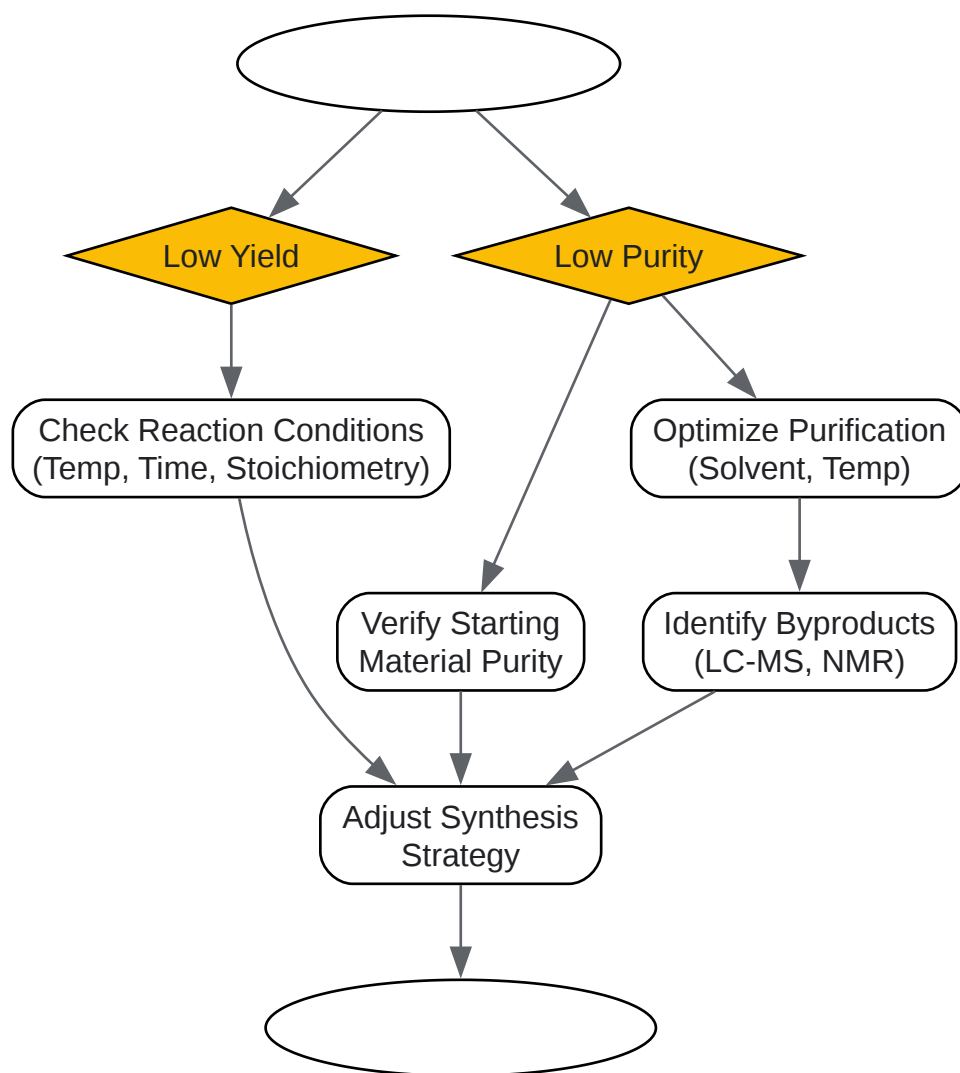 Low Yield
Low Purity
Check Reaction Conditions
(Temp, Time, Stoichiometry)
Optimize Purification
(Solvent, Temp)
Verify Starting
Material Purity
Identify Byproducts
(LC-MS, NMR)
Adjust Synthesis
Strategy